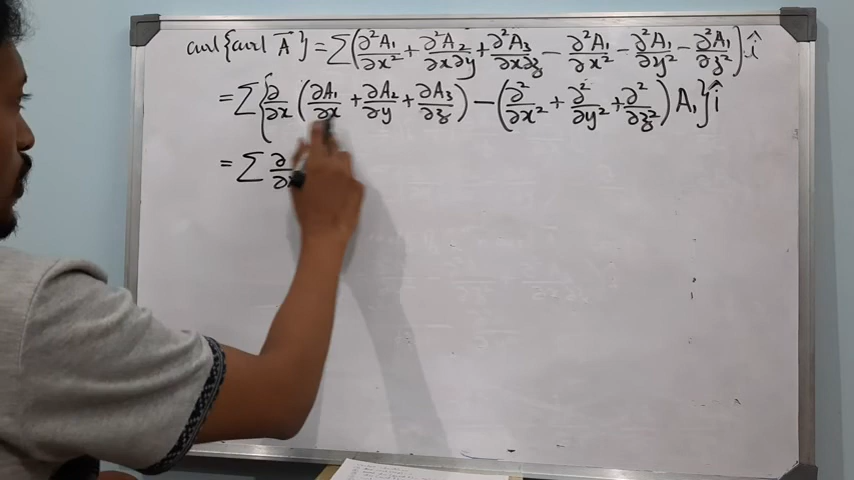 curl{curl A⃗} = ∑(∂²A₁/∂x² + ∂²A₂/∂x∂y + ∂²A₃/∂x∂z − ∂²A₁/∂x² − ∂²A₁/∂y² − ∂²A₁/∂z²) î
= ∑{∂/∂x (∂A₁/∂x + ∂A₂/∂y + ∂A₃/∂z) − (∂²/∂x² + ∂²/∂y² + ∂²/∂z²) A₁} î
= ∑ ∂/∂x